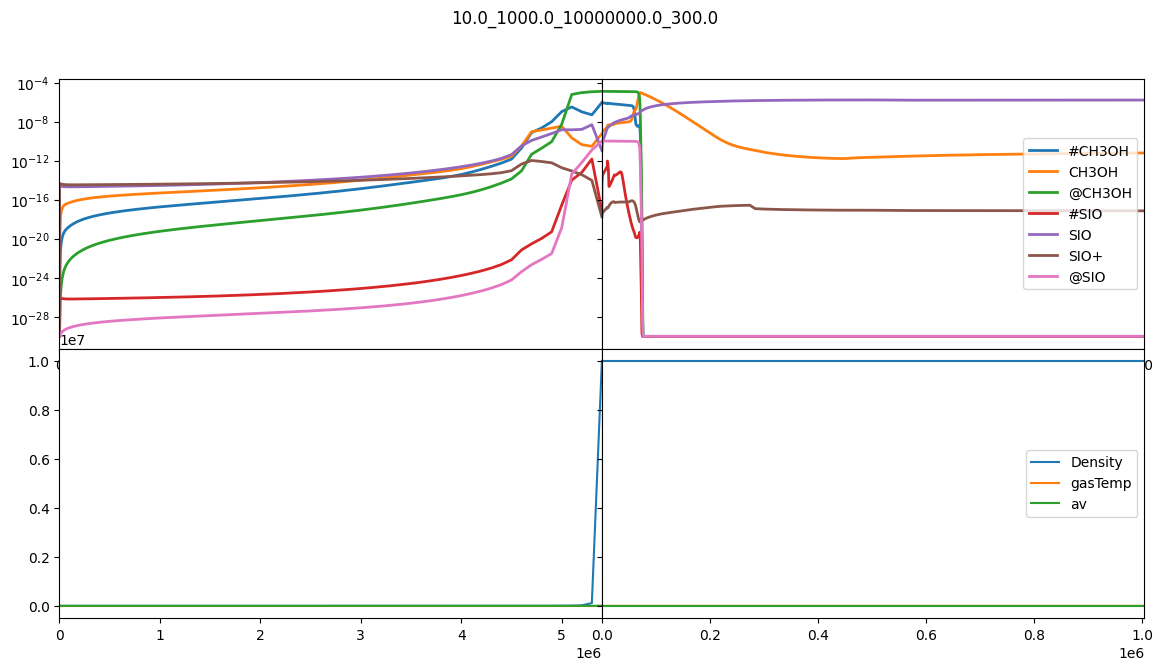 10.0_1000.0_10000000.0_300.0
10⁻⁴
10⁻⁸
10⁻¹²
10⁻¹⁶
10⁻²⁰
10⁻²⁴
10⁻²⁸
#CH3OH
CH3OH
@CH3OH
#SIO
SIO
SIO+
@SIO
1e7
1.0
0.8
0.6
0.4
0.2
0.0
Density
gasTemp
av
0 1 2 3 4 5
1e6
0.0 0.2 0.4 0.6 0.8 1.0
1e6